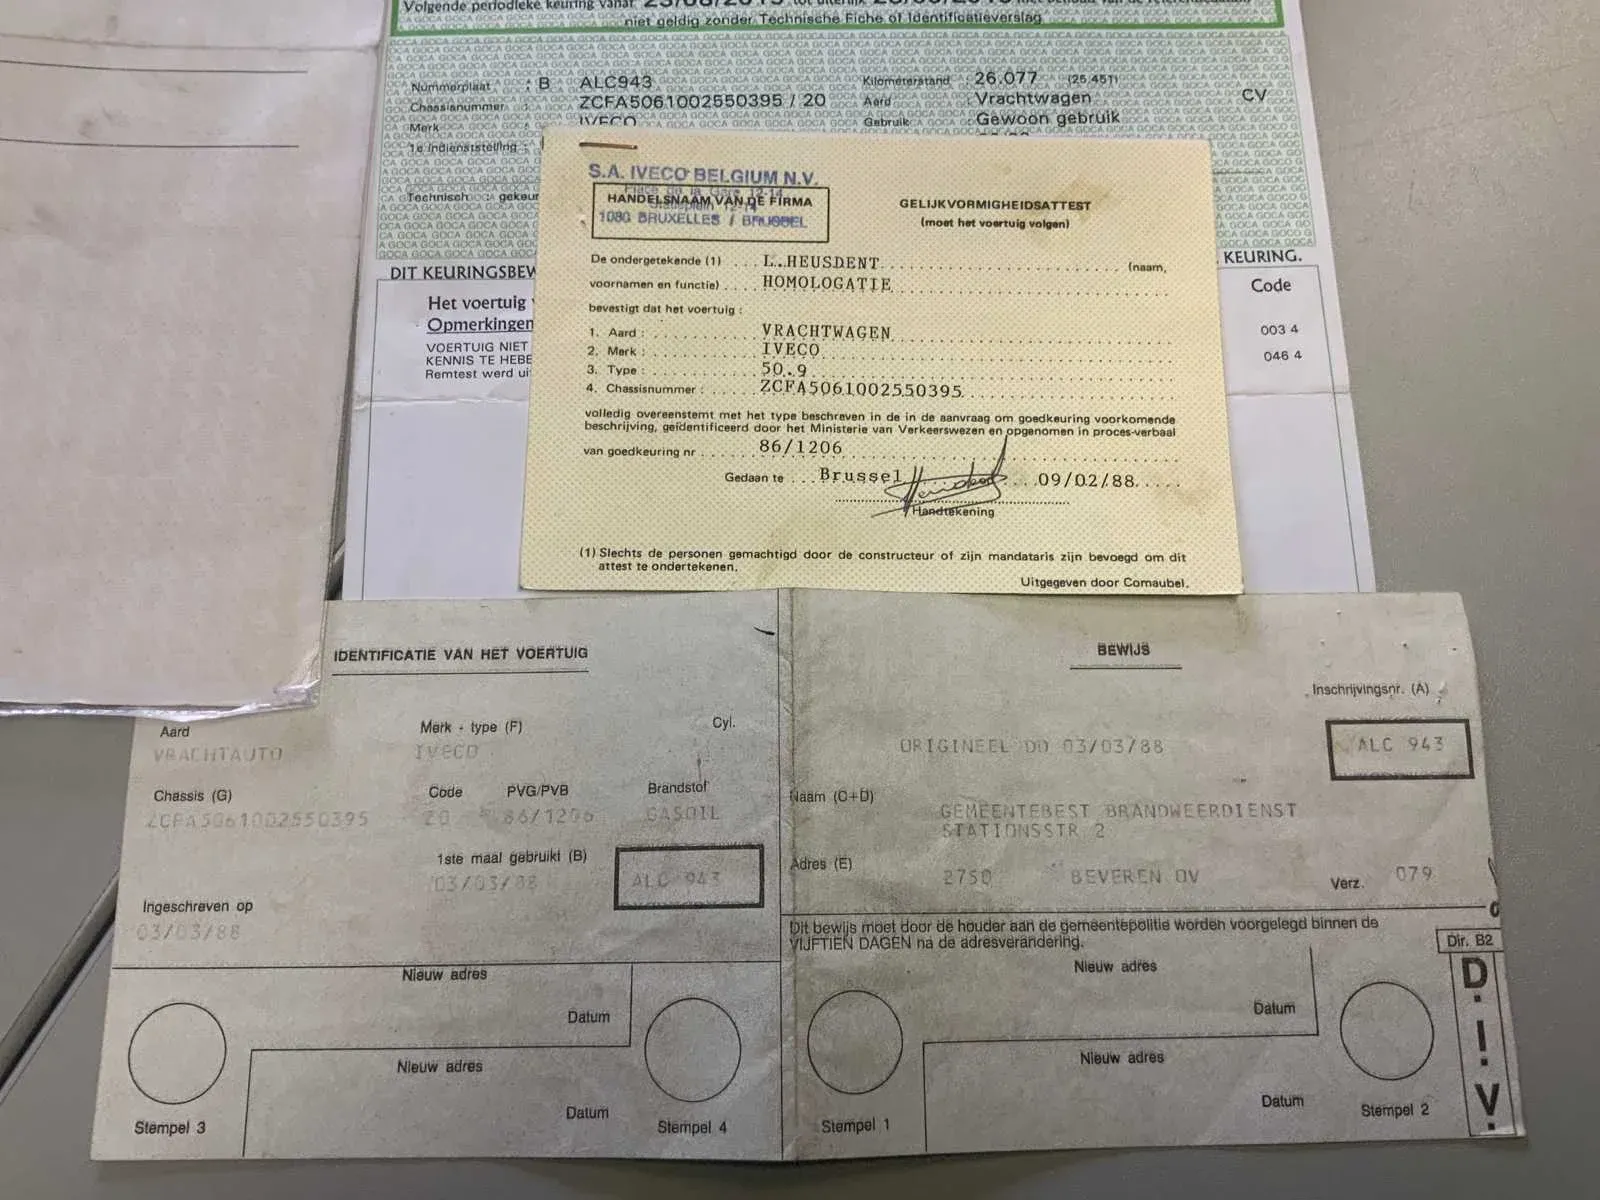 Volgende periodieke keuring vanaf
niet geldig zonder Technische Fiche of Identificatieverslag
Nummerplaat : B ALC943
Kilometerstand : 26.077 (25.451)
Chassisnummer : ZCFA5061002550395 / 20
Aard : Vrachtwagen CV
Merk : IVECO
Gebruik : Gewoon gebruik
1e indienststelling :
Technisch gekeur
DIT KEURINGSBEW
KEURING.
Het voertuig
Code
Opmerkingen
003 4
VOERTUIG NIET
KENNIS TE HEBE
046 4
Remtest werd ui
S.A. IVECO BELGIUM N.V.
Place de la Gare 12-14
HANDELSNAAM VAN DE FIRMA
1080 BRUXELLES / BRUSSEL
GELIJKVORMIGHEIDSATTEST
(moet het voertuig volgen)
De ondergetekende (1) ... L..HEUSDENT (naam,
voornamen en functie) .... HOMOLOGATIE
bevestigt dat het voertuig :
1. Aard : VRACHTWAGEN
2. Merk : IVECO
3. Type : 50.9
4. Chassisnummer : ZCFA5061002550395
volledig overeenstemt met het type beschreven in de in de aanvraag om goedkeuring voorkomende
beschrijving, geïdentificeerd door het Ministerie van Verkeerswezen en opgenomen in proces-verbaal
van goedkeuring nr 86/1206
Gedaan te ... Brussel 09/02/88
Handtekening
(1) Slechts de personen gemachtigd door de constructeur of zijn mandataris zijn bevoegd om dit
attest te ondertekenen.
Uitgegeven door Comaubel.
IDENTIFICATIE VAN HET VOERTUIG
Aard
Merk - type (F)
Cyl.
VRACHTAUTO
IVECO
Chassis (G)
Code
PVG/PVB
Brandstof
ZCFA5061002550395
20
86/1206
GASOIL
1ste maal gebruikt (B)
03/03/88
ALC 943
Ingeschreven op
03/03/88
Nieuw adres
Datum
Nieuw adres
Datum
Stempel 3
Stempel 4
BEWIJS
Inschrijvingsnr. (A)
ORIGINEEL DD 03/03/88
ALC 943
Naam (C+D)
GEMEENTEBEST BRANDWEERDIENST
STATIONSSTR 2
Adres (E)
2750 BEVEREN OV
Verz. 079
Dit bewijs moet door de houder aan de gemeentepolitie worden voorgelegd binnen de
VIJFTIEN DAGEN na de adresverandering.
Dir. B2
D.I.V.
Nieuw adres
Datum
Nieuw adres
Datum
Stempel 1
Stempel 2